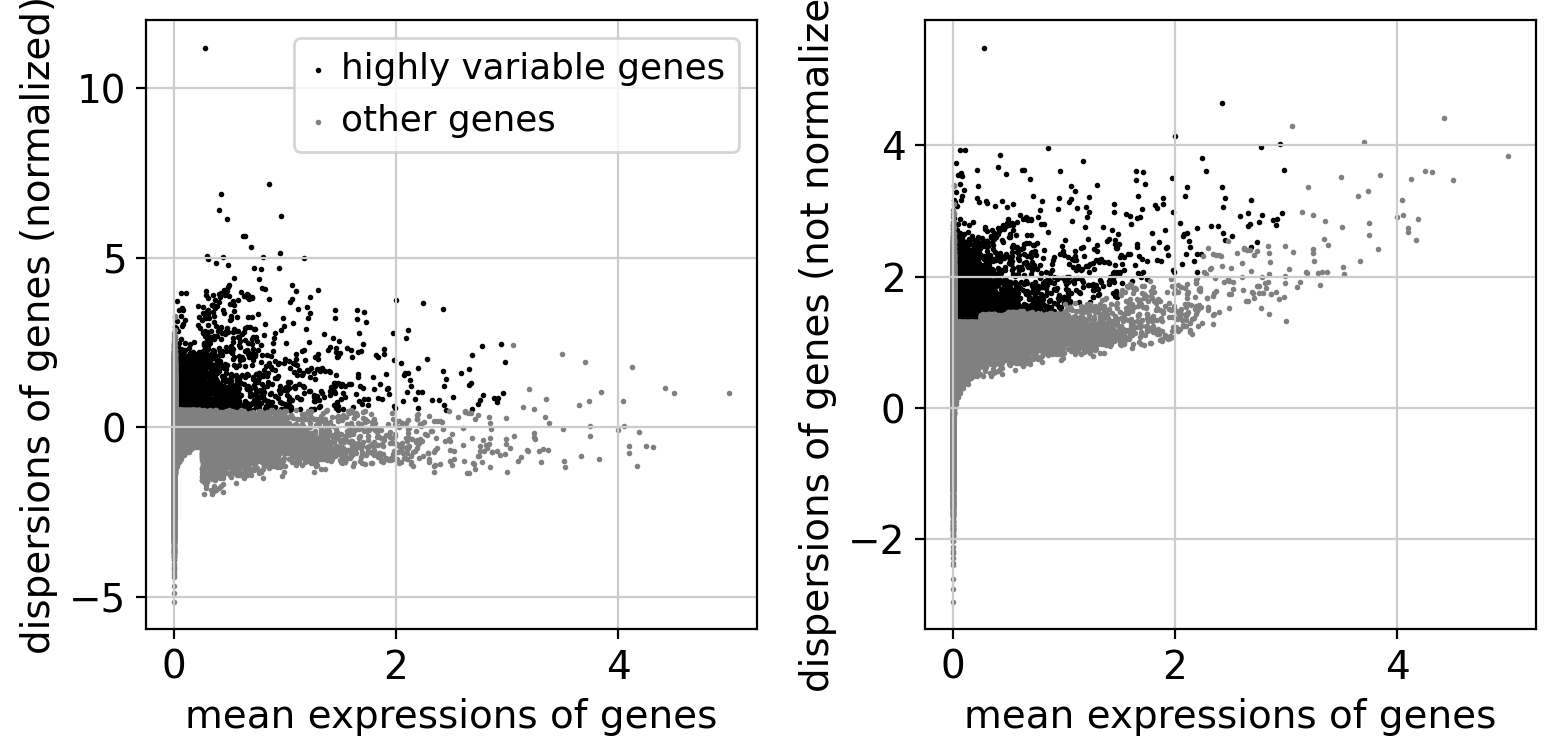 dispersions of genes (normalized)
10
5
0
−5
highly variable genes
other genes
0 2 4
mean expressions of genes
dispersions of genes (not normalize
4
2
0
−2
0 2 4
mean expressions of genes